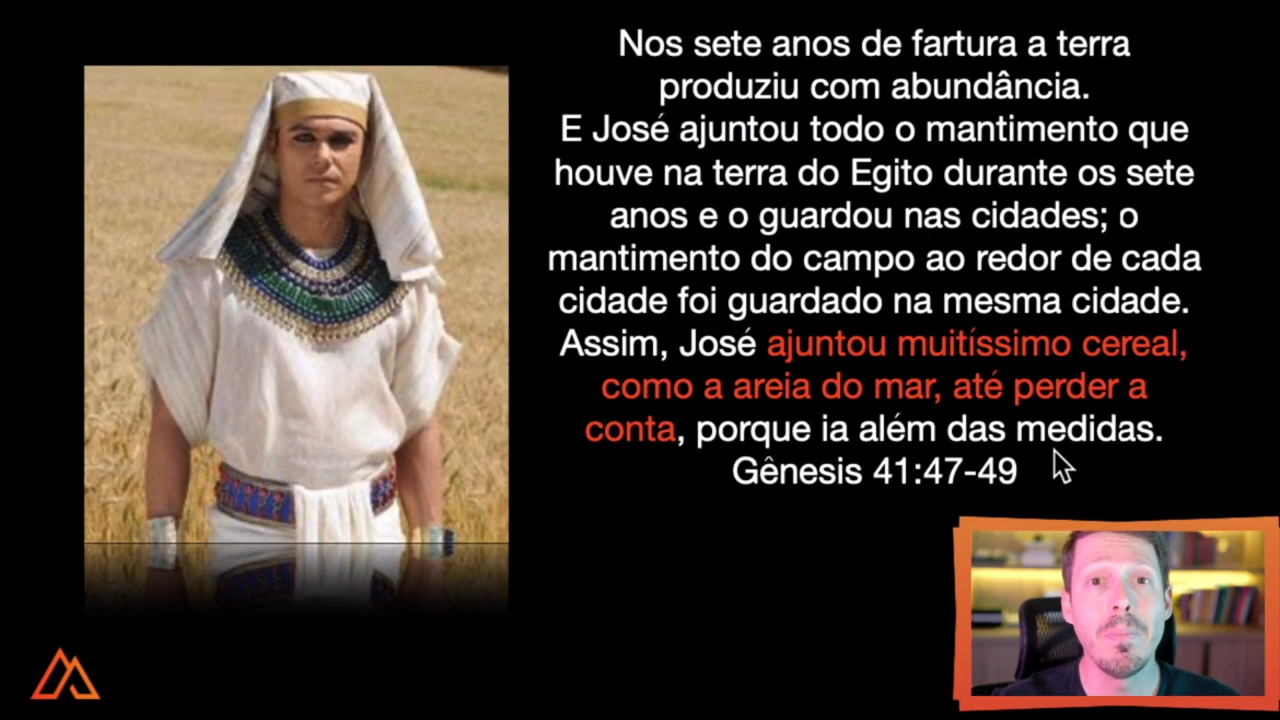 Nos sete anos de fartura a terra
produziu com abundância.
E José ajuntou todo o mantimento que
houve na terra do Egito durante os sete
anos e o guardou nas cidades; o
mantimento do campo ao redor de cada
cidade foi guardado na mesma cidade.
Assim, José ajuntou muitíssimo cereal,
como a areia do mar, até perder a
conta, porque ia além das medidas.
Gênesis 41:47-49